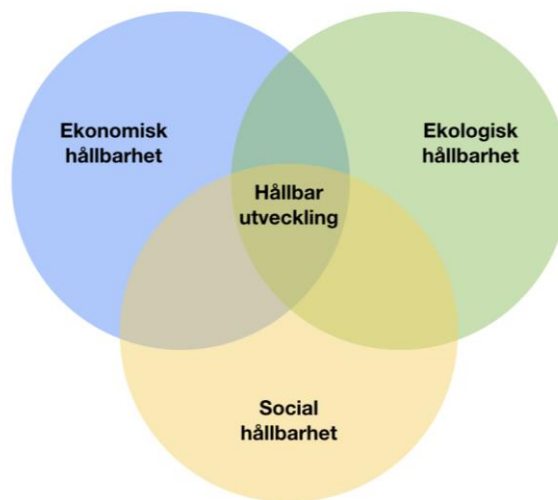 Ekonomisk
hållbarhet
Ekologisk
hållbarhet
Hållbar
utveckling
Social
hållbarhet